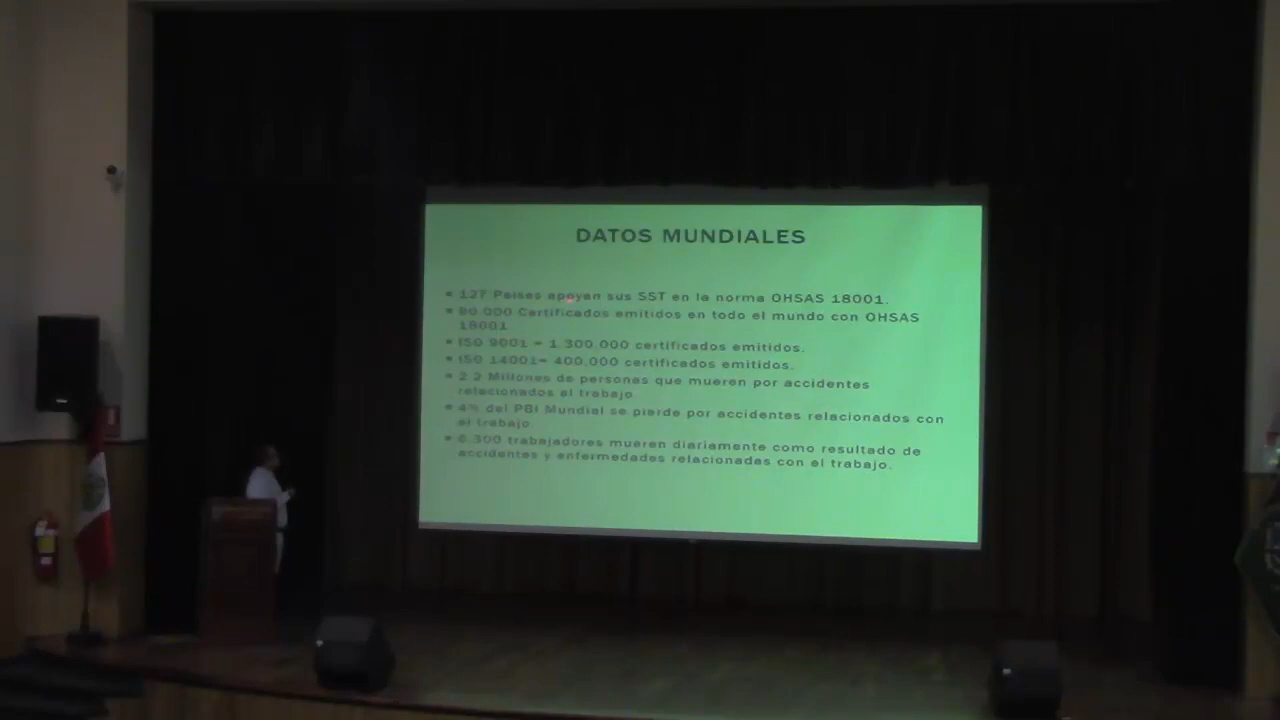 DATOS MUNDIALES
127 Países apoyan sus SST en la norma OHSAS 18001.
90.000 Certificados emitidos en todo el mundo con OHSAS
18001
ISO 9001 = 1.300.000 certificados emitidos.
ISO 14001= 400.000 certificados emitidos.
2.2 Millones de personas que mueren por accidentes
relacionados al trabajo
4% del PBI Mundial se pierde por accidentes relacionados con
el trabajo.
6.300 trabajadores mueren diariamente como resultado de
accidentes y enfermedades relacionadas con el trabajo.